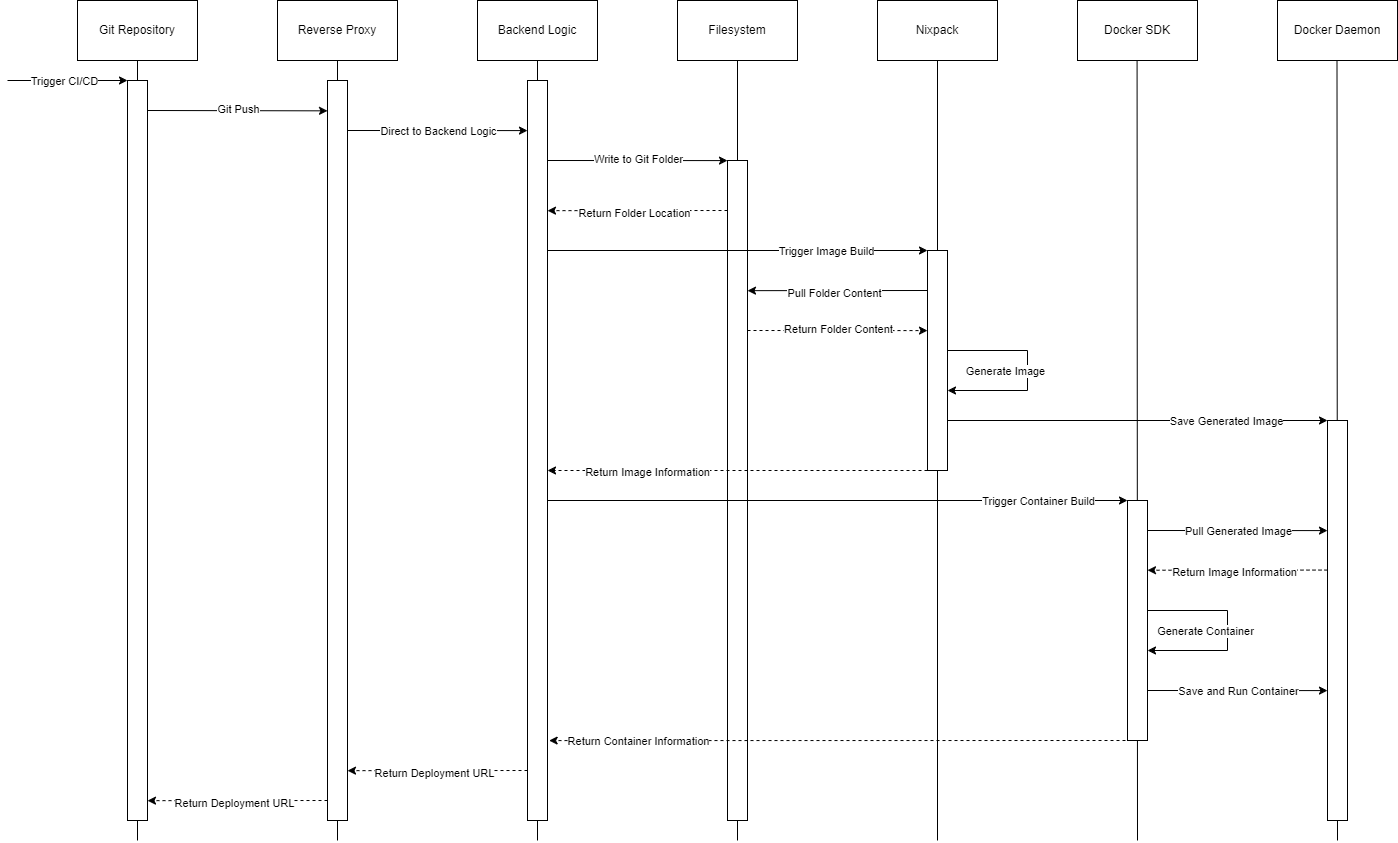 Git Repository
Reverse Proxy
Backend Logic
Filesystem
Nixpack
Docker SDK
Docker Daemon
Trigger CI/CD
Git Push
Direct to Backend Logic
Write to Git Folder
Return Folder Location
Trigger Image Build
Pull Folder Content
Return Folder Content
Generate Image
Save Generated Image
Return Image Information
Trigger Container Build
Pull Generated Image
Return Image Information
Generate Container
Save and Run Container
Return Container Information
Return Deployment URL
Return Deployment URL